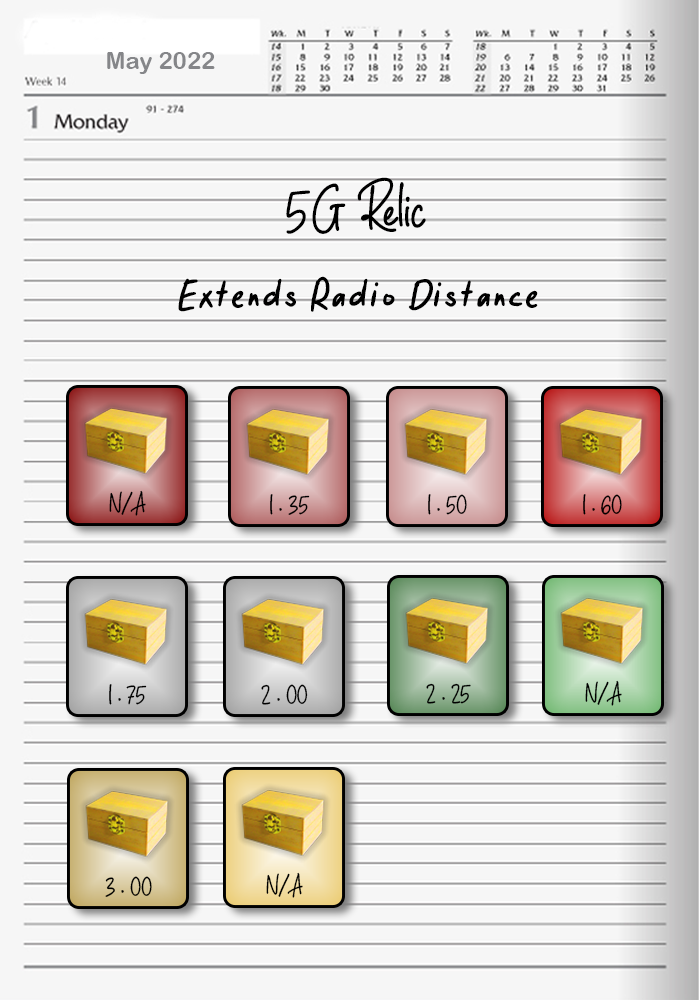 May 2022
Week 14
Wk. M T W T F S S
14 1 2 3 4 5 6 7
15 8 9 10 11 12 13 14
16 15 16 17 18 19 20 21
17 22 23 24 25 26 27 28
18 29 30
Wk. M T W T F S S
18 1 2 3 4 5
19 6 7 8 9 10 11 12
20 13 14 15 16 17 18 19
21 20 21 22 23 24 25 26
22 27 28 29 30 31
1 Monday 91 - 274
5G Relic
Extends Radio Distance
N/A 1.35 1.50 1.60
1.75 2.00 2.25 N/A
3.00 N/A